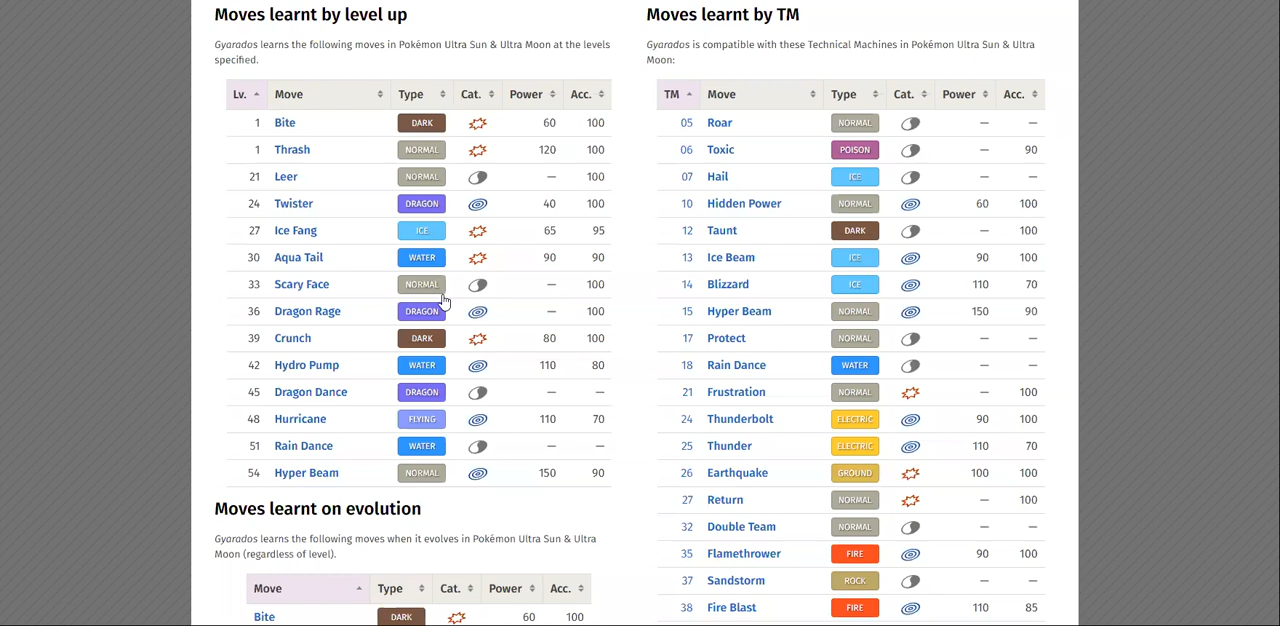 Moves learnt by level up
Gyarados learns the following moves in Pokémon Ultra Sun & Ultra Moon at the levels
specified.
Lv. Move Type Cat. Power Acc.
1 Bite DARK 60 100
1 Thrash NORMAL 120 100
21 Leer NORMAL — 100
24 Twister DRAGON 40 100
27 Ice Fang ICE 65 95
30 Aqua Tail WATER 90 90
33 Scary Face NORMAL — 100
36 Dragon Rage DRAGON — 100
39 Crunch DARK 80 100
42 Hydro Pump WATER 110 80
45 Dragon Dance DRAGON — —
48 Hurricane FLYING 110 70
51 Rain Dance WATER — —
54 Hyper Beam NORMAL 150 90
Moves learnt on evolution
Gyarados learns the following moves when it evolves in Pokémon Ultra Sun & Ultra
Moon (regardless of level).
Move Type Cat. Power Acc.
Bite DARK 60 100
Moves learnt by TM
Gyarados is compatible with these Technical Machines in Pokémon Ultra Sun & Ultra
Moon:
TM Move Type Cat. Power Acc.
05 Roar NORMAL — —
06 Toxic POISON — 90
07 Hail ICE — —
10 Hidden Power NORMAL 60 100
12 Taunt DARK — 100
13 Ice Beam ICE 90 100
14 Blizzard ICE 110 70
15 Hyper Beam NORMAL 150 90
17 Protect NORMAL — —
18 Rain Dance WATER — —
21 Frustration NORMAL — 100
24 Thunderbolt ELECTRIC 90 100
25 Thunder ELECTRIC 110 70
26 Earthquake GROUND 100 100
27 Return NORMAL — 100
32 Double Team NORMAL — —
35 Flamethrower FIRE 90 100
37 Sandstorm ROCK — —
38 Fire Blast FIRE 110 85